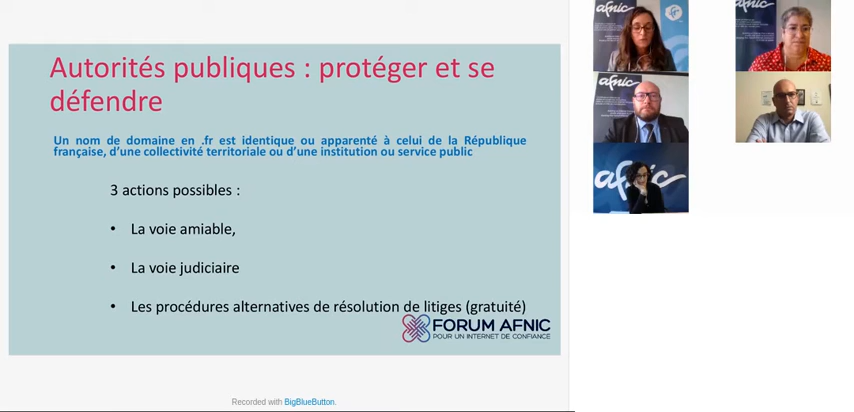 Autorités publiques : protéger et se
défendre
Un nom de domaine en .fr est identique ou apparenté à celui de la République
française, d'une collectivité territoriale ou d'une institution ou service public
3 actions possibles :
• La voie amiable,
• La voie judiciaire
• Les procédures alternatives de résolution de litiges (gratuité)
FORUM AFNIC
POUR UN INTERNET DE CONFIANCE
Recorded with BigBlueButton.
afnic
afnic
afnic
afnic